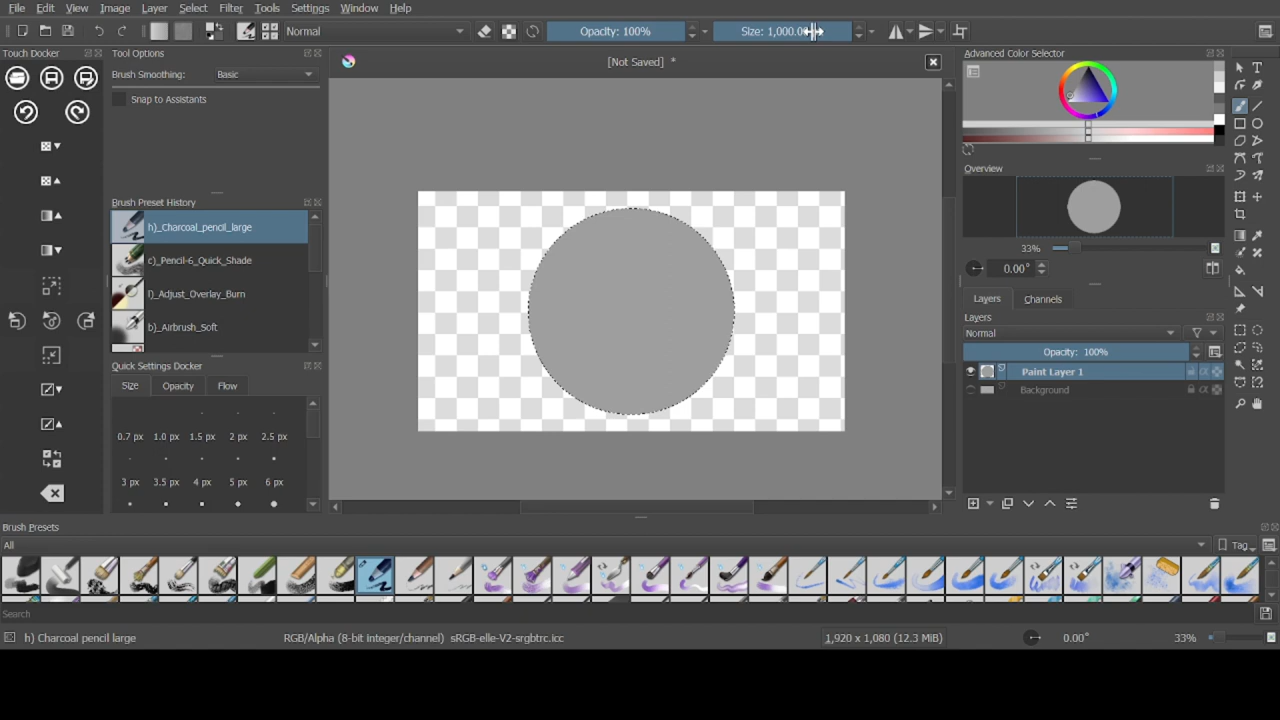 File Edit View Image Layer Select Filter Tools Settings Window Help
Normal Opacity: 100% Size: 1,000.00
Touch Docker
Tool Options
[Not Saved] *
Advanced Color Selector
Brush Smoothing: Basic
Snap to Assistants
Overview
Brush Preset History
h)_Charcoal_pencil_large
c)_Pencil-6_Quick_Shade
I)_Adjust_Overlay_Burn
b)_Airbrush_Soft
33%
0.00°
Layers Channels
Layers
Normal
Opacity: 100%
Paint Layer 1
Background
Quick Settings Docker
Size Opacity Flow
0.7 px 1.0 px 1.5 px 2 px 2.5 px
3 px 3.5 px 4 px 5 px 6 px
Brush Presets
All
Tag
Search
h) Charcoal pencil large
RGB/Alpha (8-bit integer/channel) sRGB-elle-V2-srgbtrc.icc
1,920 x 1,080 (12.3 MiB)
0.00°
33%